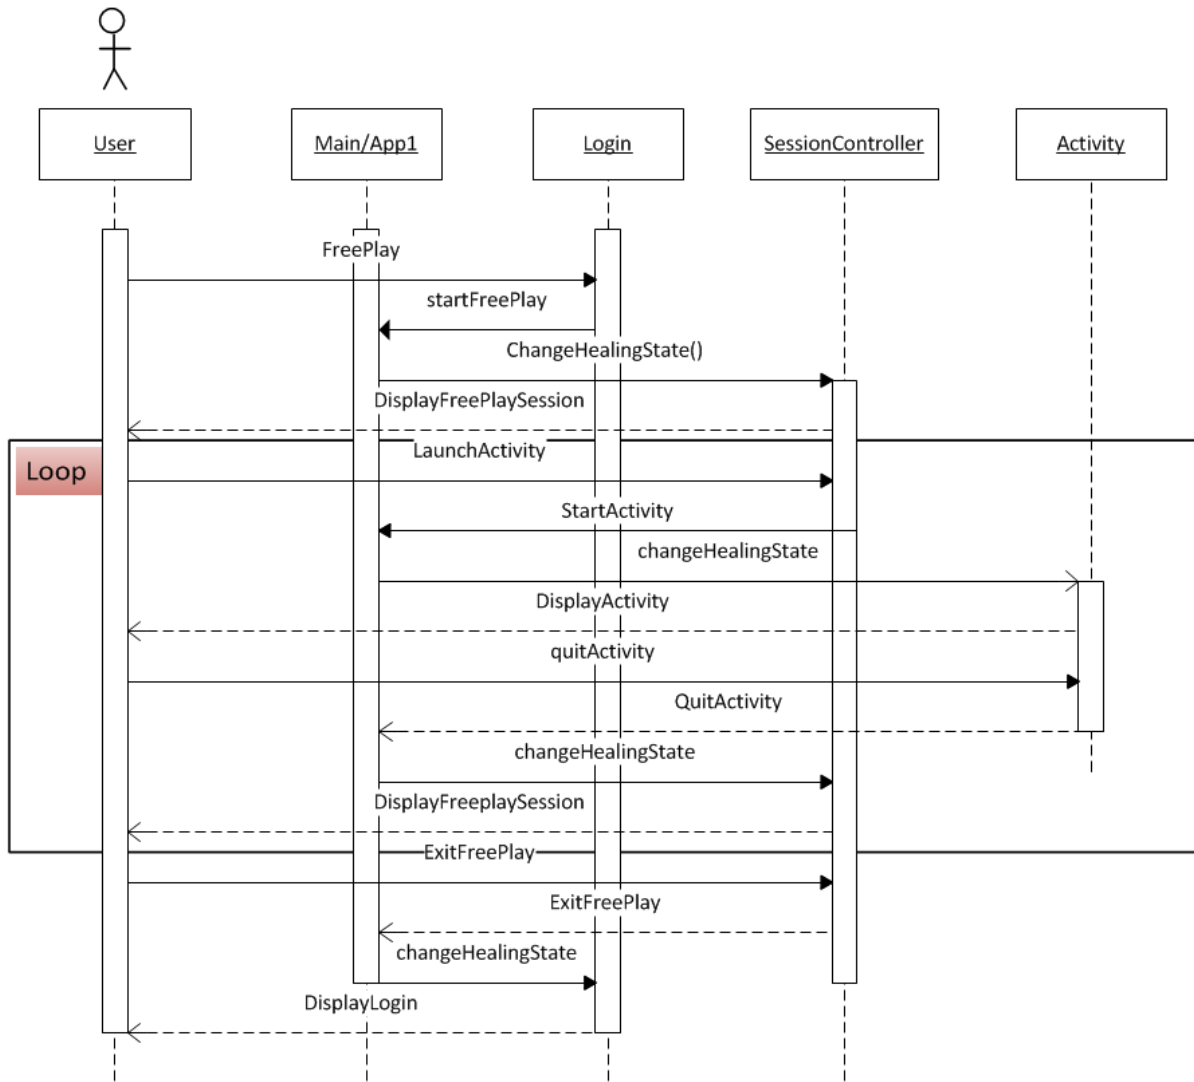 User
Main/App1
Login
SessionController
Activity
FreePlay
startFreePlay
ChangeHealingState()
DisplayFreePlaySession
LaunchActivity
Loop
StartActivity
changeHealingState
DisplayActivity
quitActivity
QuitActivity
changeHealingState
DisplayFreeplaySession
ExitFreePlay
ExitFreePlay
changeHealingState
DisplayLogin